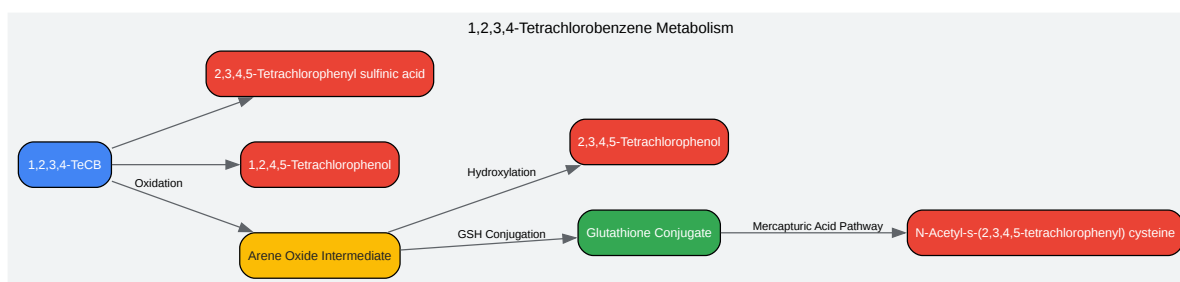 1,2,3,4-Tetrachlorobenzene Metabolism
2,3,4,5-Tetrachlorophenyl sulfinic acid
2,3,4,5-Tetrachlorophenol
1,2,3,4-TeCB
1,2,4,5-Tetrachlorophenol
Hydroxylation
Oxidation
Mercapturic Acid Pathway
GSH Conjugation
Glutathione Conjugate
N-Acetyl-s-(2,3,4,5-tetrachlorophenyl) cysteine
Arene Oxide Intermediate